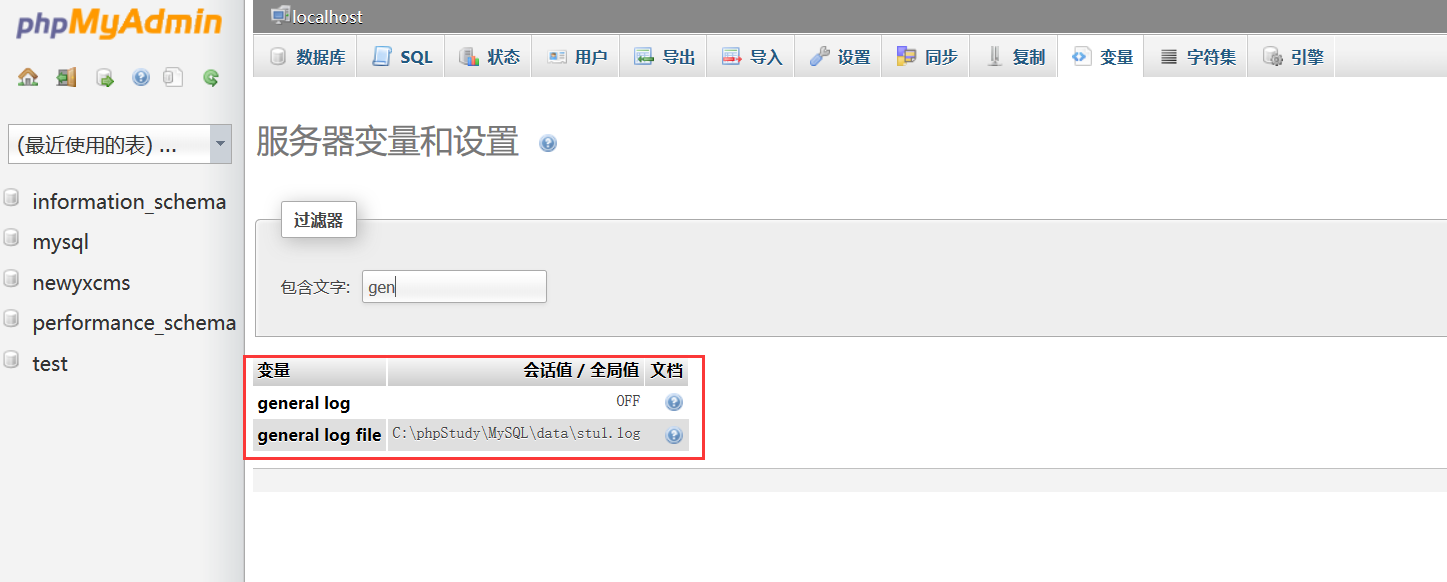 phpMyAdmin
(最近使用的表) ...
information_schema
mysql
newyxcms
performance_schema
test
localhost
数据库 SQL 状态 用户 导出 导入 设置 同步 复制 变量 字符集 引擎
服务器变量和设置
过滤器
包含文字: gen
变量 会话值 / 全局值 文档
general log OFF
general log file C:\phpStudy\MySQL\data\stu1.log